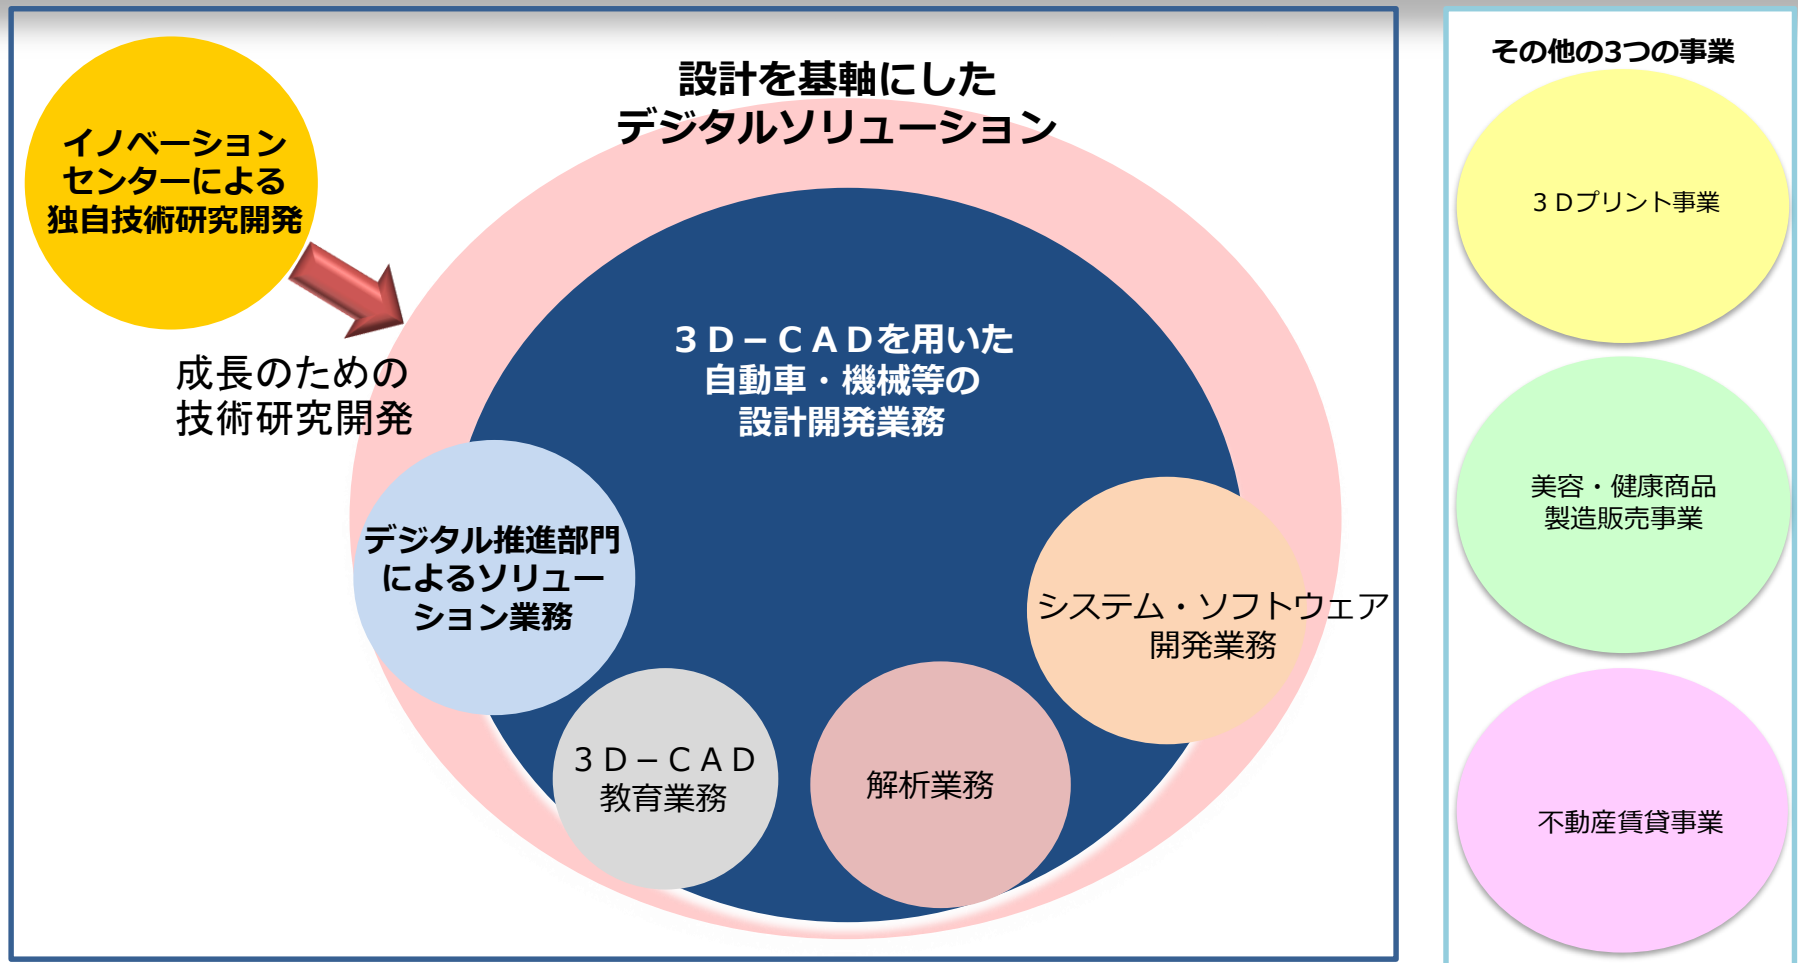 設計を基軸にした
デジタルソリューション
イノベーション
センターによる
独自技術研究開発
成長のための
技術研究開発
３Ｄ－ＣＡＤを用いた
自動車・機械等の
設計開発業務
デジタル推進部門
によるソリュー
ション業務
３Ｄ－ＣＡＤ
教育業務
解析業務
システム・ソフトウェア
開発業務
その他の3つの事業
３Ｄプリント事業
美容・健康商品
製造販売事業
不動産賃貸事業